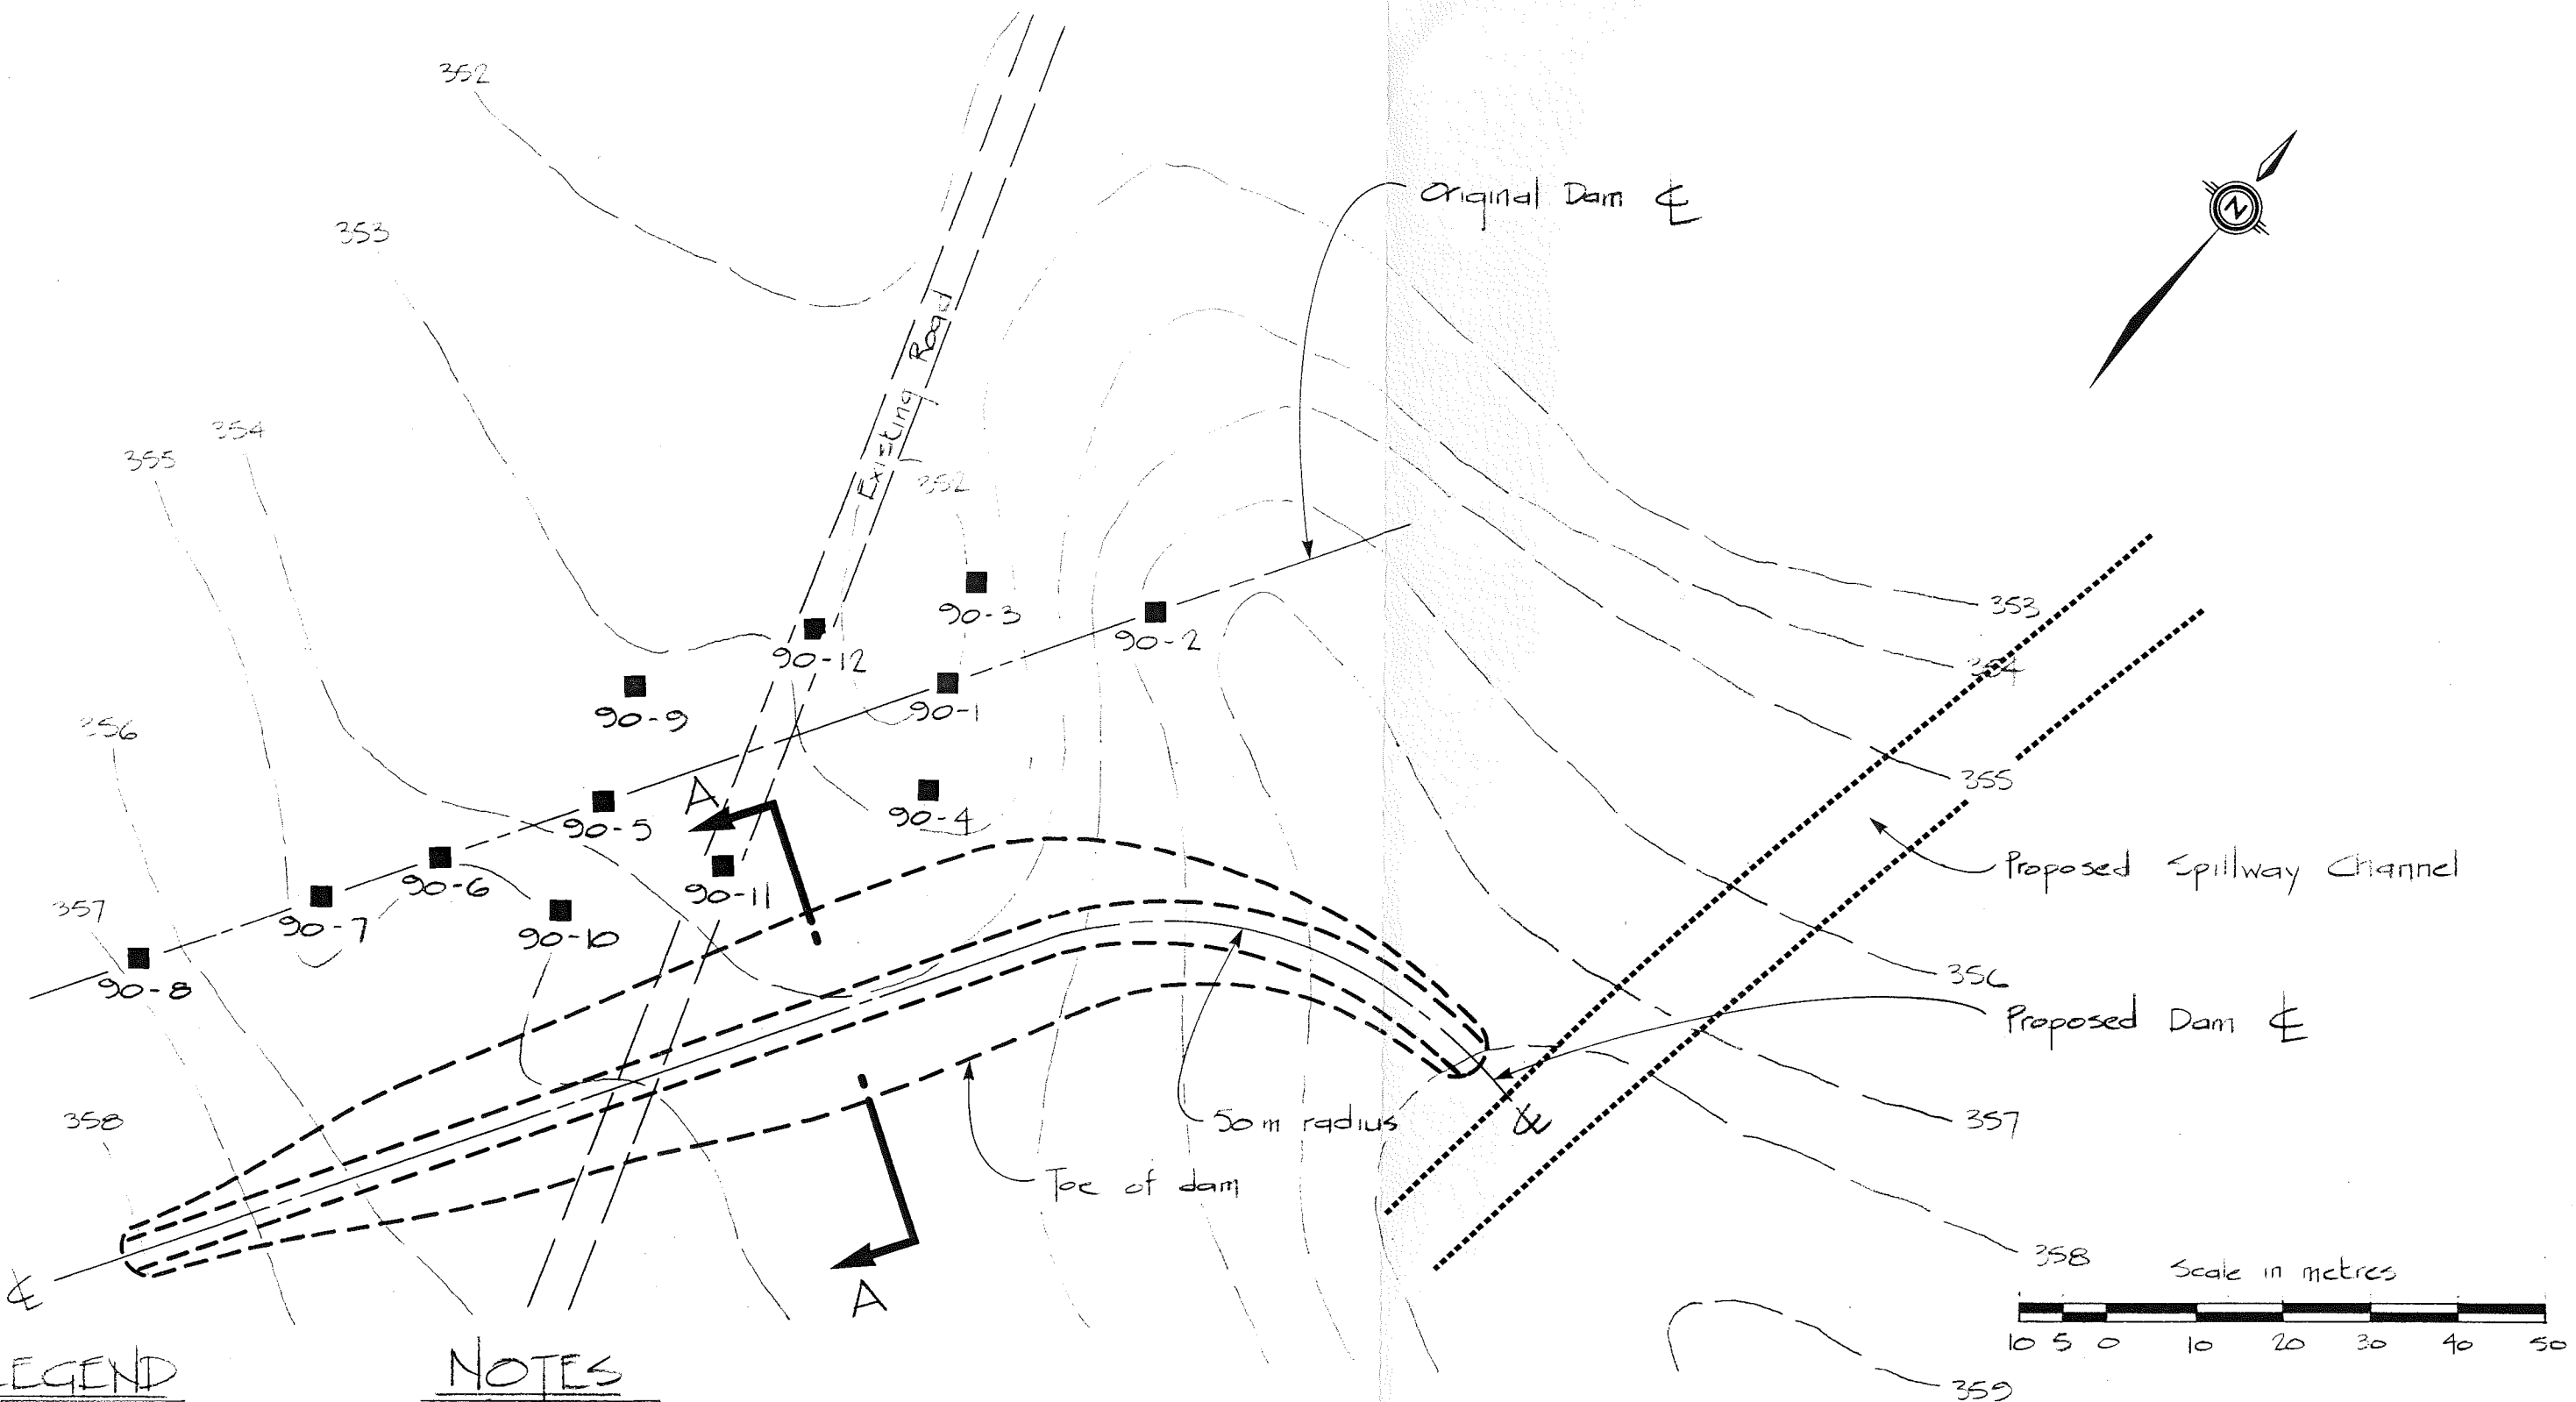 352
Original Dam ℄
N
353
Existing Road
354
355
352
90-3
353
90-2
90-12
354
90-1
90-9
356
355
A
90-4
90-5
Proposed Spillway Channel
90-6
90-11
357
90-7
90-10
356
90-8
Proposed Dam ℄
50 m radius
357
358
℄
Toe of dam
358
Scale in metres
A
℄
10 5 0 10 20 30 40 50
LEGEND
NOTES
359